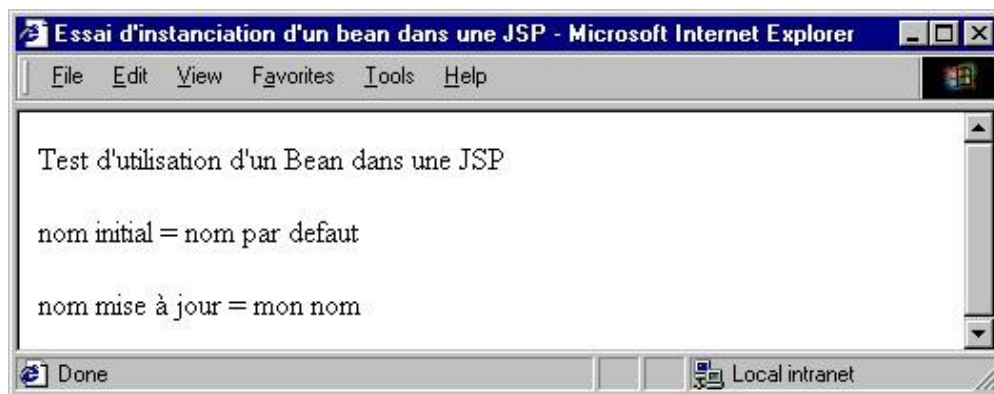 Essai d'instanciation d'un bean dans une JSP - Microsoft Internet Explorer
File Edit View Favorites Tools Help
Test d'utilisation d'un Bean dans une JSP
nom initial = nom par defaut
nom mise à jour = mon nom
Done Local intranet